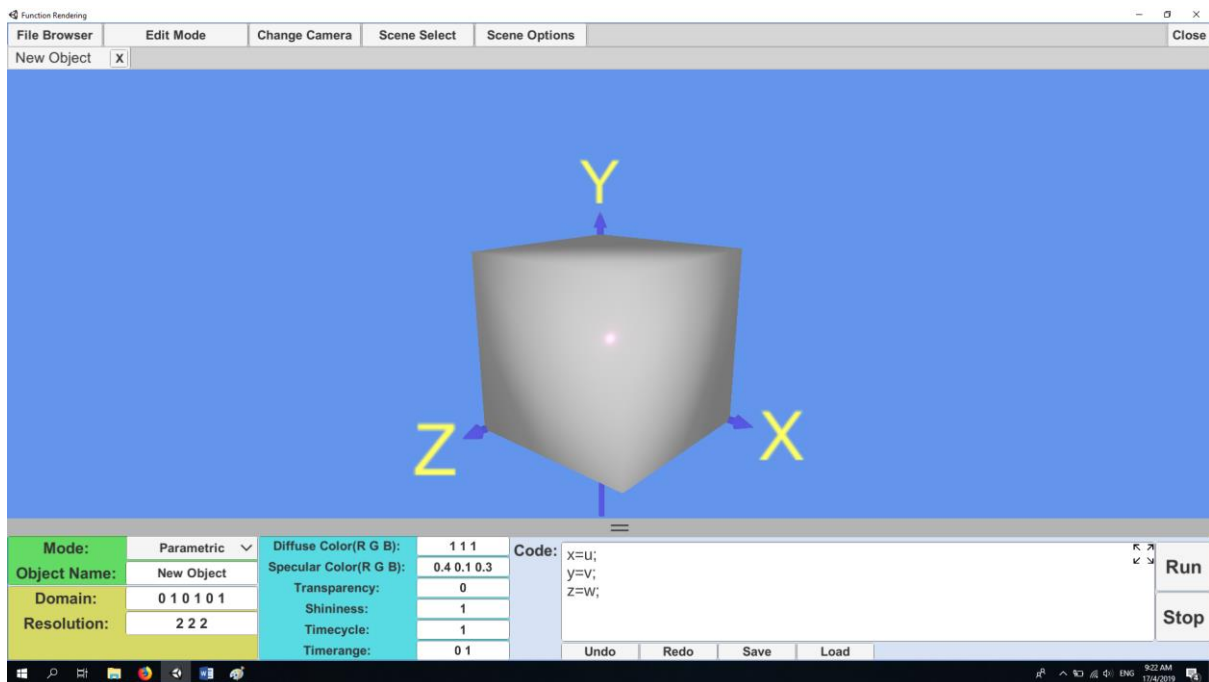 Function Rendering
File Browser Edit Mode Change Camera Scene Select Scene Options Close
New Object X
Y
Z X
Mode: Parametric
Object Name: New Object
Domain: 0 1 0 1 0 1
Resolution: 2 2 2
Diffuse Color(R G B): 1 1 1
Specular Color(R G B): 0.4 0.1 0.3
Transparency: 0
Shininess: 1
Timecycle: 1
Timerange: 0 1
Code:
x=u;
y=v;
z=w;
Run
Stop
Undo Redo Save Load
ENG 9:22 AM
17/4/2019